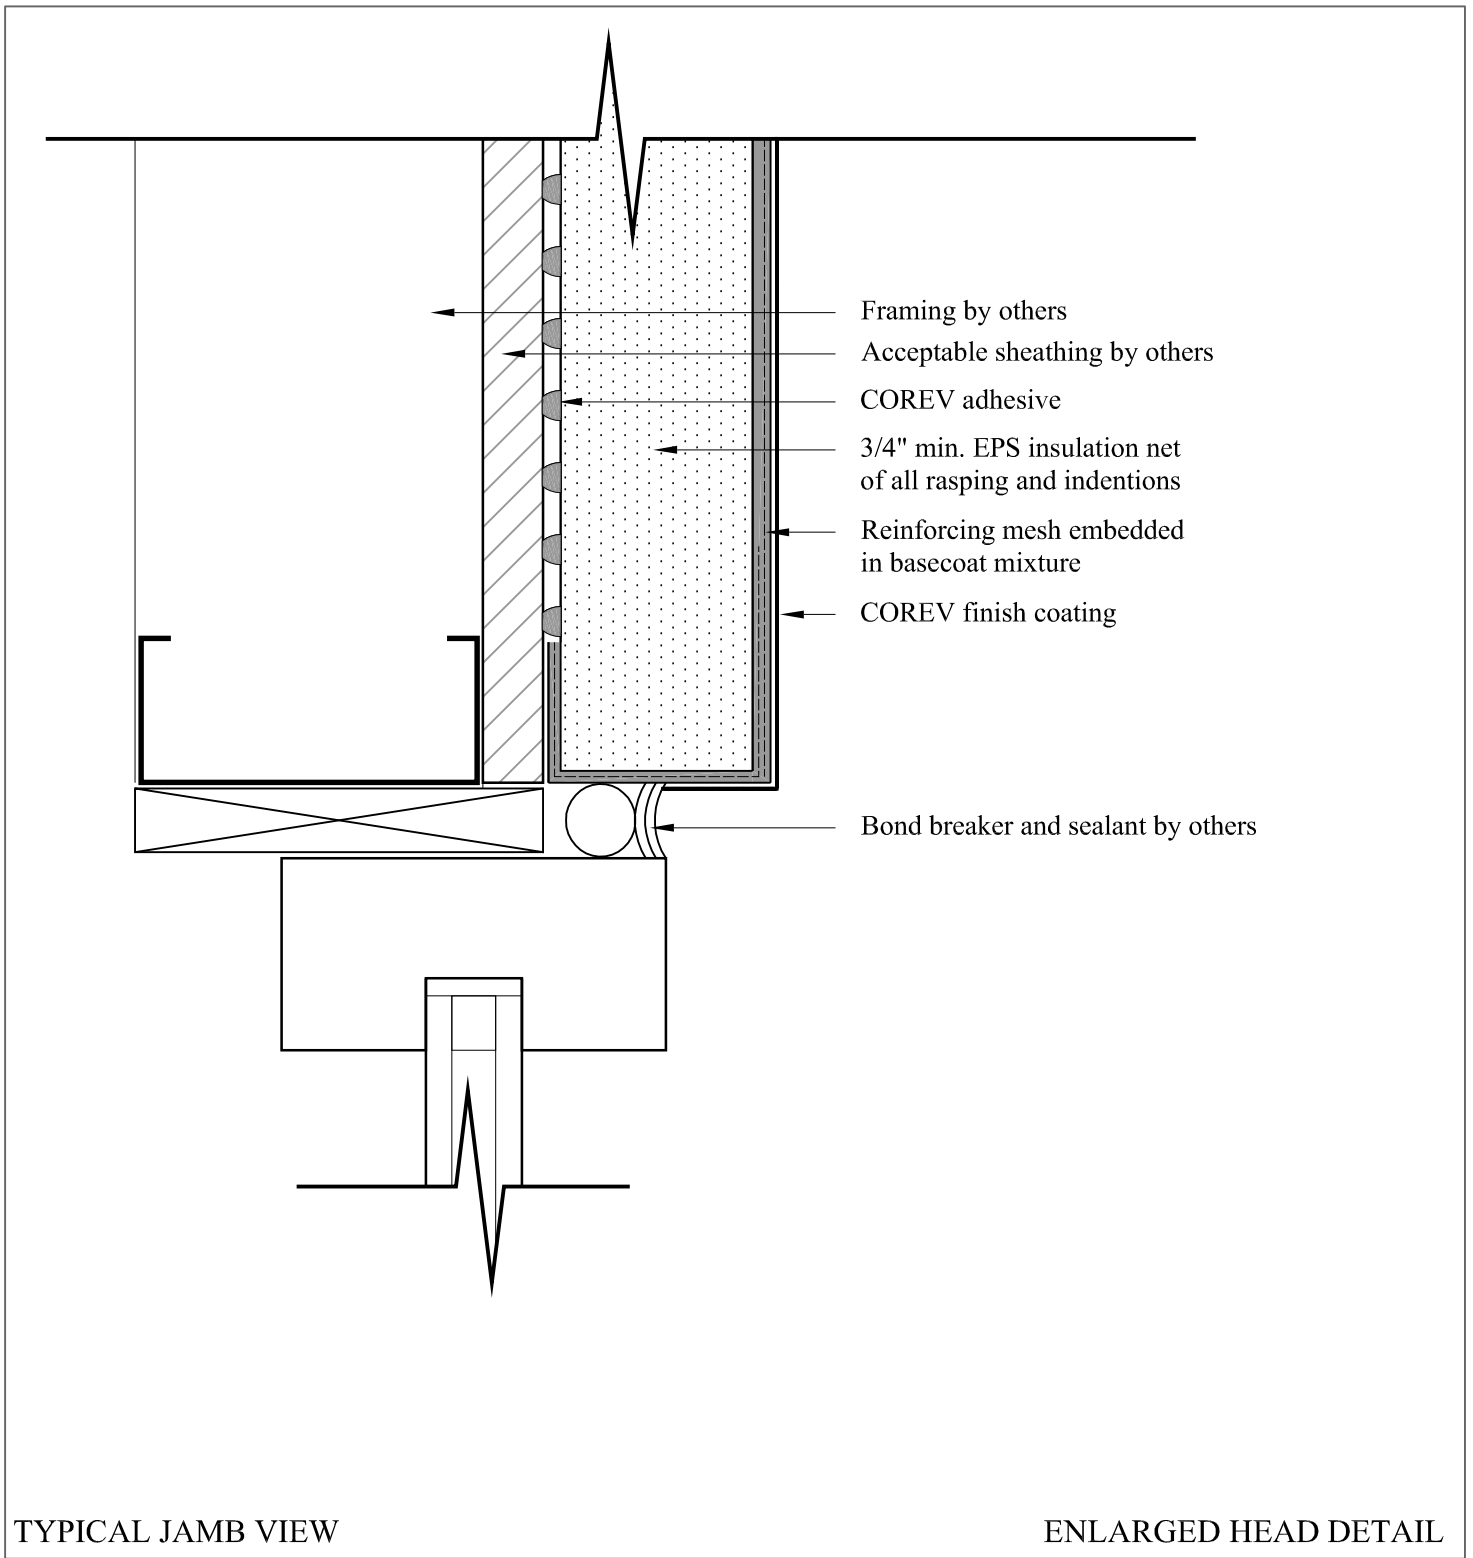 Framing by others
Acceptable sheathing by others
COREV adhesive
3/4" min. EPS insulation net
of all rasping and indentions
Reinforcing mesh embedded
in basecoat mixture
COREV finish coating
Bond breaker and sealant by others
TYPICAL JAMB VIEW
ENLARGED HEAD DETAIL